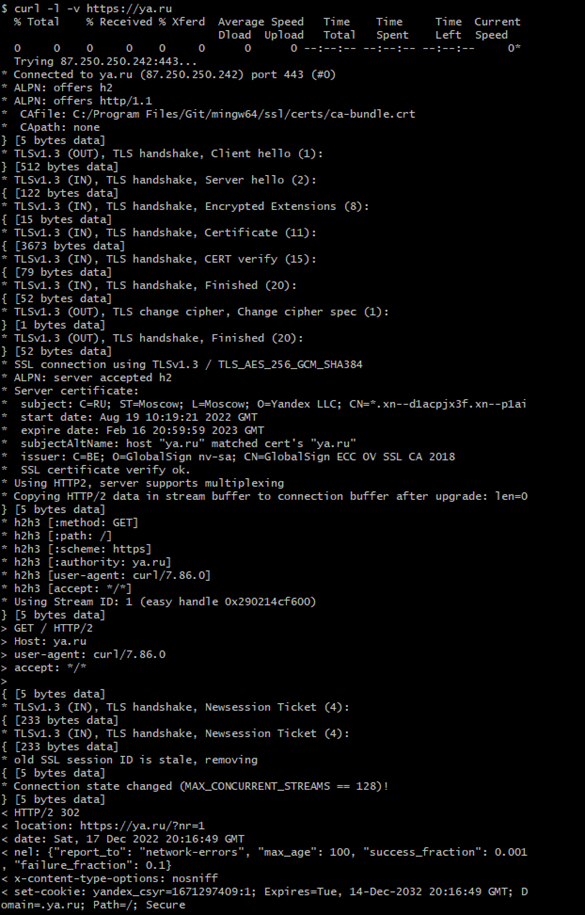 $ curl -l -v https://ya.ru
  % Total    % Received % Xferd  Average Speed   Time    Time     Time  Current
                                 Dload  Upload   Total   Spent    Left  Speed
  0     0    0     0    0     0      0      0 --:--:-- --:--:-- --:--:--     0*
  Trying 87.250.250.242:443...
* Connected to ya.ru (87.250.250.242) port 443 (#0)
* ALPN: offers h2
* ALPN: offers http/1.1
*  CAfile: C:/Program Files/Git/mingw64/ssl/certs/ca-bundle.crt
*  CApath: none
} [5 bytes data]
* TLSv1.3 (OUT), TLS handshake, Client hello (1):
} [512 bytes data]
* TLSv1.3 (IN), TLS handshake, Server hello (2):
{ [122 bytes data]
* TLSv1.3 (IN), TLS handshake, Encrypted Extensions (8):
{ [15 bytes data]
* TLSv1.3 (IN), TLS handshake, Certificate (11):
{ [3673 bytes data]
* TLSv1.3 (IN), TLS handshake, CERT verify (15):
{ [79 bytes data]
* TLSv1.3 (IN), TLS handshake, Finished (20):
{ [52 bytes data]
* TLSv1.3 (OUT), TLS change cipher, Change cipher spec (1):
} [1 bytes data]
* TLSv1.3 (OUT), TLS handshake, Finished (20):
} [52 bytes data]
* SSL connection using TLSv1.3 / TLS_AES_256_GCM_SHA384
* ALPN: server accepted h2
* Server certificate:
*  subject: C=RU; ST=Moscow; L=Moscow; O=Yandex LLC; CN=*.xn--d1acpjx3f.xn--p1ai
*  start date: Aug 19 10:19:21 2022 GMT
*  expire date: Feb 16 20:59:59 2023 GMT
*  subjectAltName: host "ya.ru" matched cert's "ya.ru"
*  issuer: C=BE; O=GlobalSign nv-sa; CN=GlobalSign ECC OV SSL CA 2018
*  SSL certificate verify ok.
* Using HTTP2, server supports multiplexing
* Copying HTTP/2 data in stream buffer to connection buffer after upgrade: len=0
} [5 bytes data]
* h2h3 [:method: GET]
* h2h3 [:path: /]
* h2h3 [:scheme: https]
* h2h3 [:authority: ya.ru]
* h2h3 [user-agent: curl/7.86.0]
* h2h3 [accept: */*]
* Using Stream ID: 1 (easy handle 0x290214cf600)
} [5 bytes data]
> GET / HTTP/2
> Host: ya.ru
> user-agent: curl/7.86.0
> accept: */*
>
{ [5 bytes data]
* TLSv1.3 (IN), TLS handshake, Newsession Ticket (4):
{ [233 bytes data]
* TLSv1.3 (IN), TLS handshake, Newsession Ticket (4):
{ [233 bytes data]
* old SSL session ID is stale, removing
{ [5 bytes data]
* Connection state changed (MAX_CONCURRENT_STREAMS == 128)!
} [5 bytes data]
< HTTP/2 302
< location: https://ya.ru/?nr=1
< date: Sat, 17 Dec 2022 20:16:49 GMT
< nel: {"report_to": "network-errors", "max_age": 100, "success_fraction": 0.001
, "failure_fraction": 0.1}
< x-content-type-options: nosniff
< set-cookie: yandex_csyr=1671297409:1; Expires=Tue, 14-Dec-2032 20:16:49 GMT; D
omain=.ya.ru; Path=/; Secure